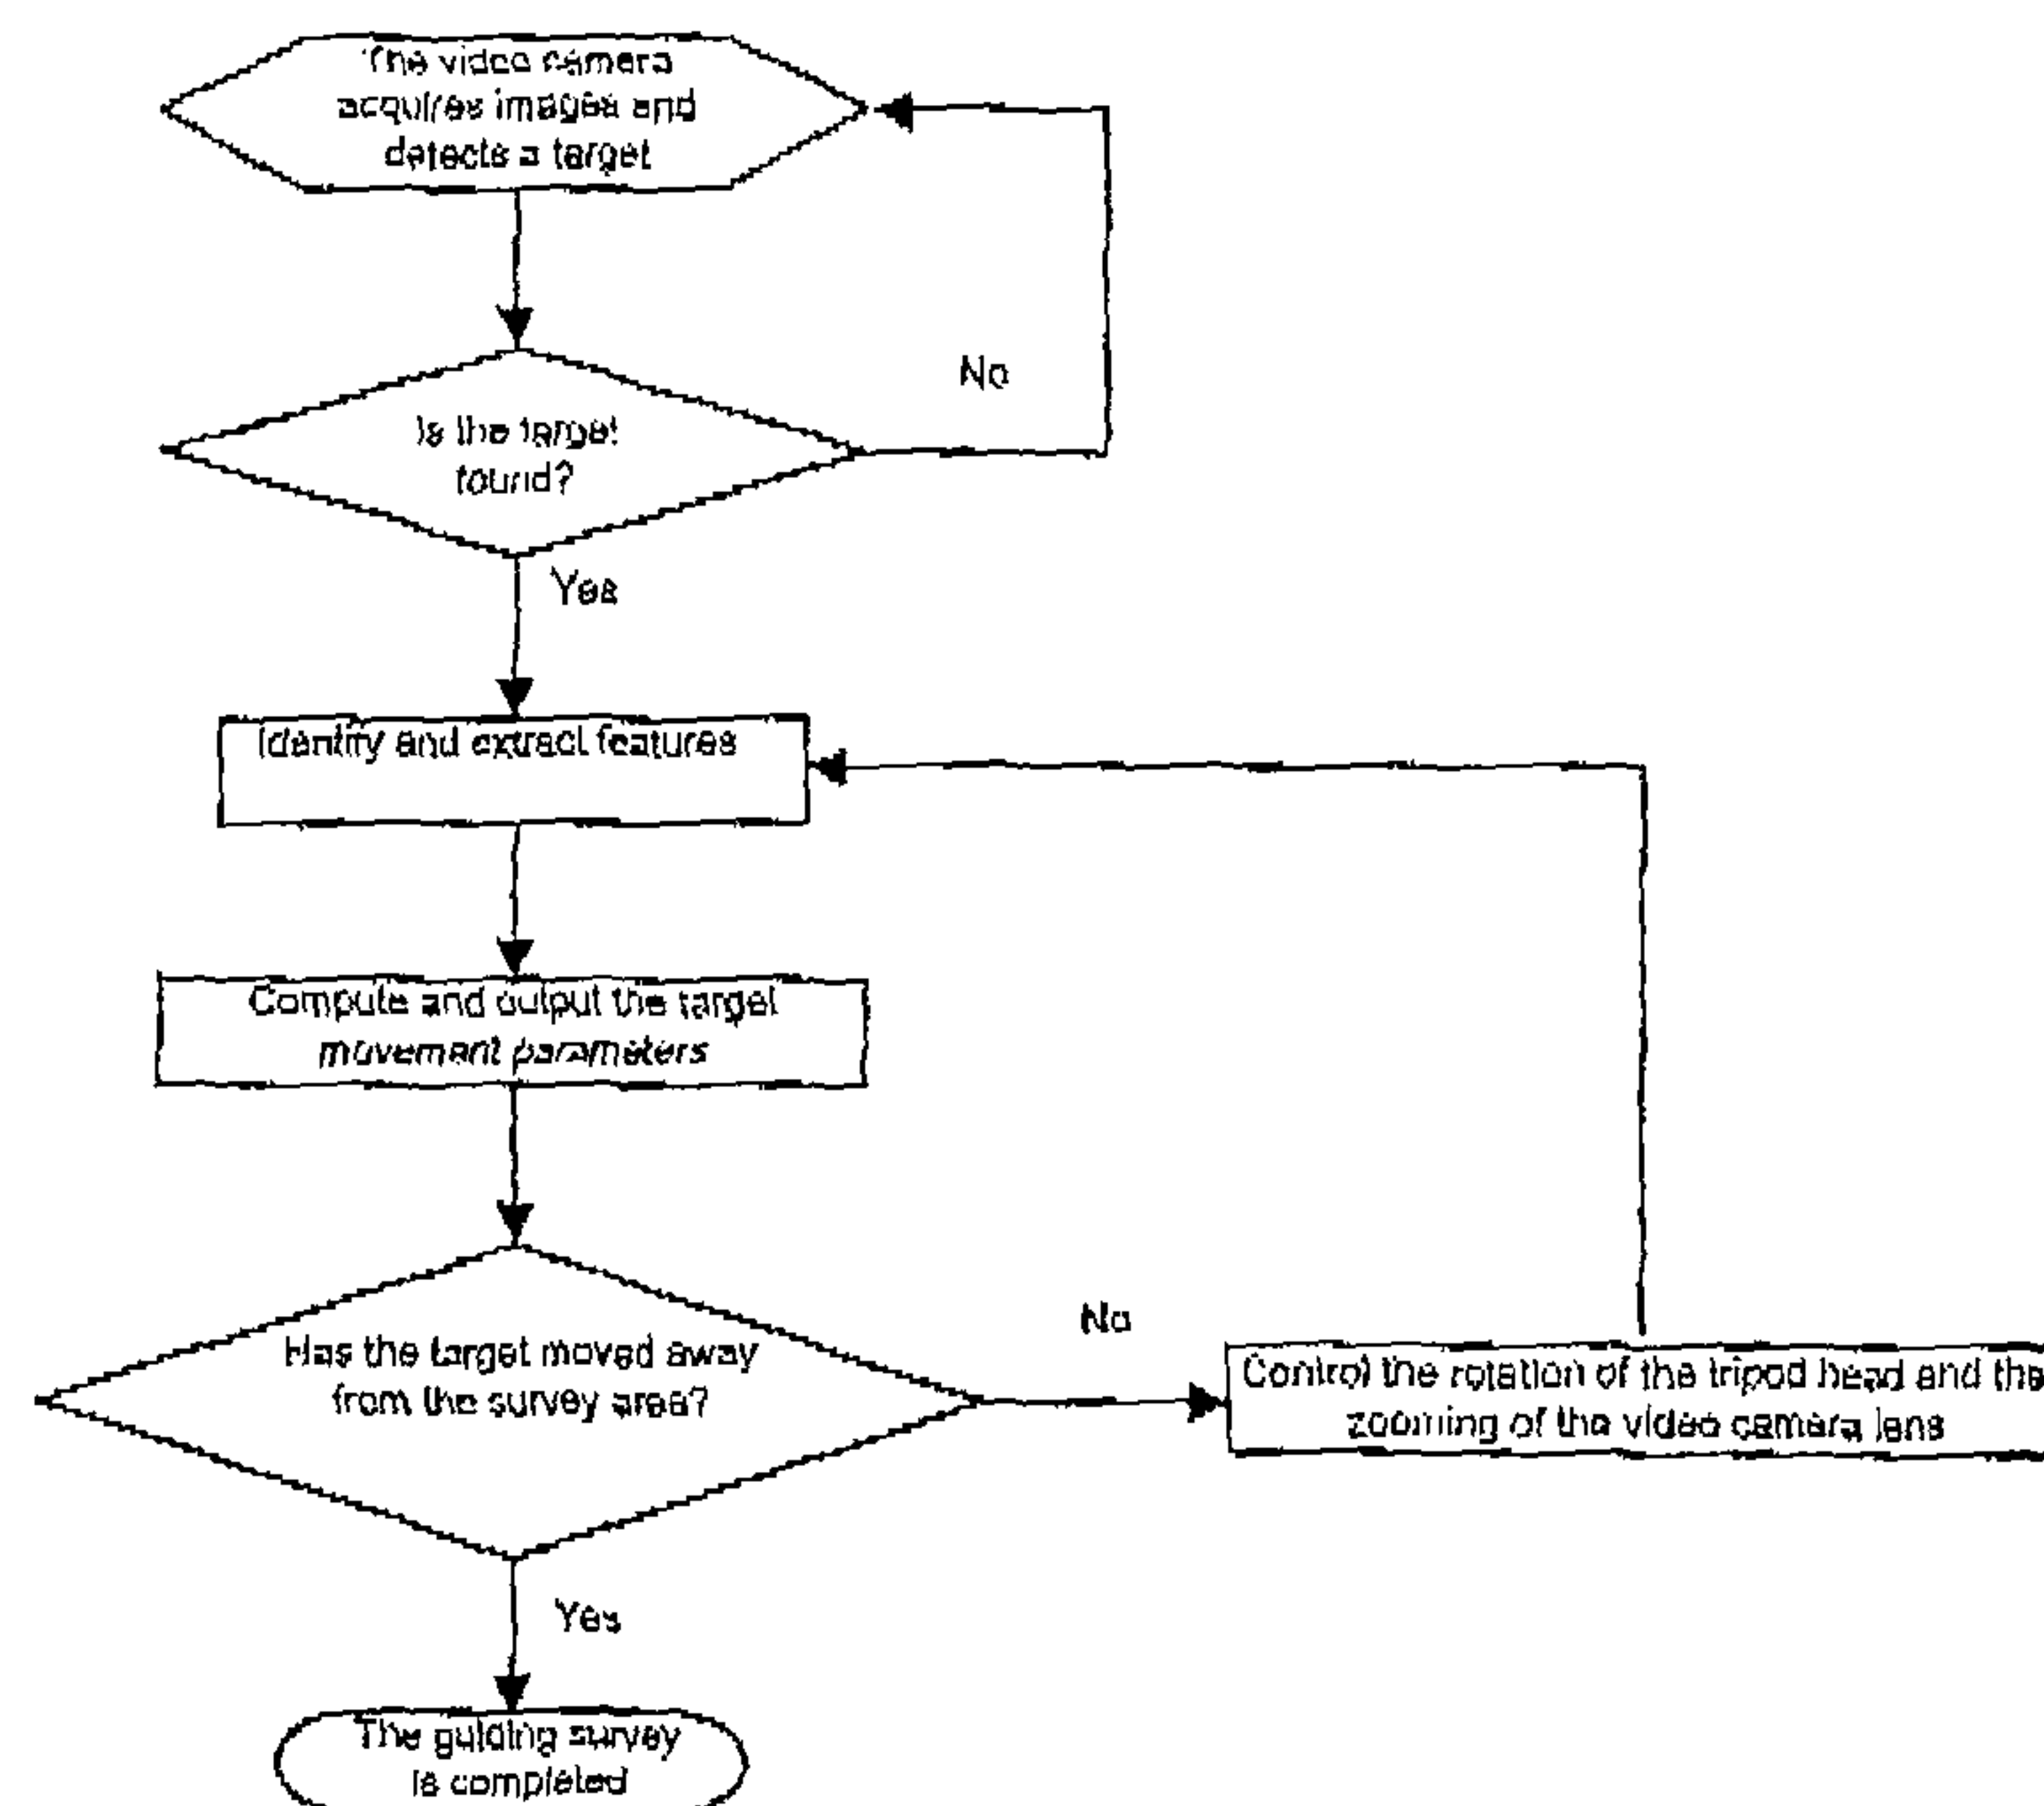 The video camera
acquires images and
detects a target
No
Is the target
found?
Yes
Identify and extract features
Compute and output the target
movement parameters
No
Has the target moved away
from the survey area?
Control the rotation of the tripod head and the
zooming of the video camera lens
Yes
The guiding survey
is completed